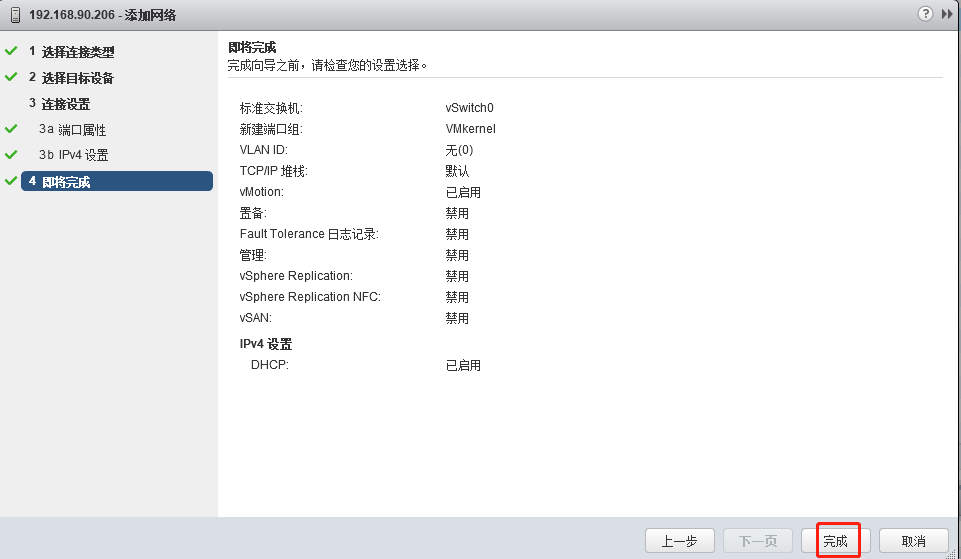 192.168.90.206 - 添加网络
?
1 选择连接类型
2 选择目标设备
3 连接设置
3a 端口属性
3b IPv4 设置
4 即将完成
即将完成
完成向导之前，请检查您的设置选择。
标准交换机: vSwitch0
新建端口组: VMkernel
VLAN ID: 无(0)
TCP/IP 堆栈: 默认
vMotion: 已启用
置备: 禁用
Fault Tolerance 日志记录: 禁用
管理: 禁用
vSphere Replication: 禁用
vSphere Replication NFC: 禁用
vSAN: 禁用
IPv4 设置
DHCP: 已启用
上一步 下一页 完成 取消